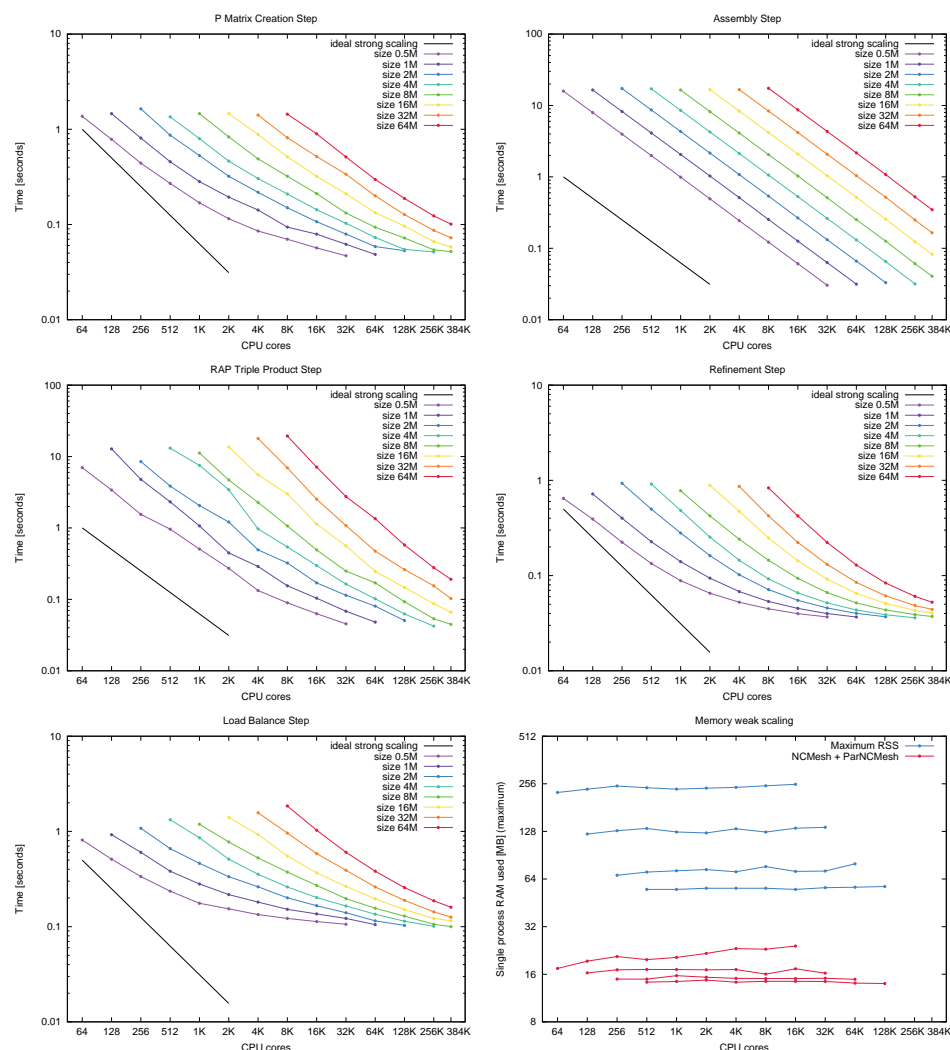 P Matrix Creation Step
Time [seconds]
10
1
0.1
0.01
ideal strong scaling
size 0.5M
size 1M
size 2M
size 4M
size 8M
size 16M
size 32M
size 64M
64 128 256 512 1K 2K 4K 8K 16K 32K 64K 128K 256K 384K
CPU cores
Assembly Step
Time [seconds]
100
10
1
0.1
0.01
ideal strong scaling
size 0.5M
size 1M
size 2M
size 4M
size 8M
size 16M
size 32M
size 64M
64 128 256 512 1K 2K 4K 8K 16K 32K 64K 128K 256K 384K
CPU cores
RAP Triple Product Step
Time [seconds]
100
10
1
0.1
0.01
ideal strong scaling
size 0.5M
size 1M
size 2M
size 4M
size 8M
size 16M
size 32M
size 64M
64 128 256 512 1K 2K 4K 8K 16K 32K 64K 128K 256K 384K
CPU cores
Refinement Step
Time [seconds]
10
1
0.1
0.01
ideal strong scaling
size 0.5M
size 1M
size 2M
size 4M
size 8M
size 16M
size 32M
size 64M
64 128 256 512 1K 2K 4K 8K 16K 32K 64K 128K 256K 384K
CPU cores
Load Balance Step
Time [seconds]
10
1
0.1
0.01
ideal strong scaling
size 0.5M
size 1M
size 2M
size 4M
size 8M
size 16M
size 32M
size 64M
64 128 256 512 1K 2K 4K 8K 16K 32K 64K 128K 256K 384K
CPU cores
Memory weak scaling
Single process RAM used [MB] (maximum)
512
256
128
64
32
16
8
Maximum RSS
NCMesh + ParNCMesh
64 128 256 512 1K 2K 4K 8K 16K 32K 64K 128K 256K 384K
CPU cores